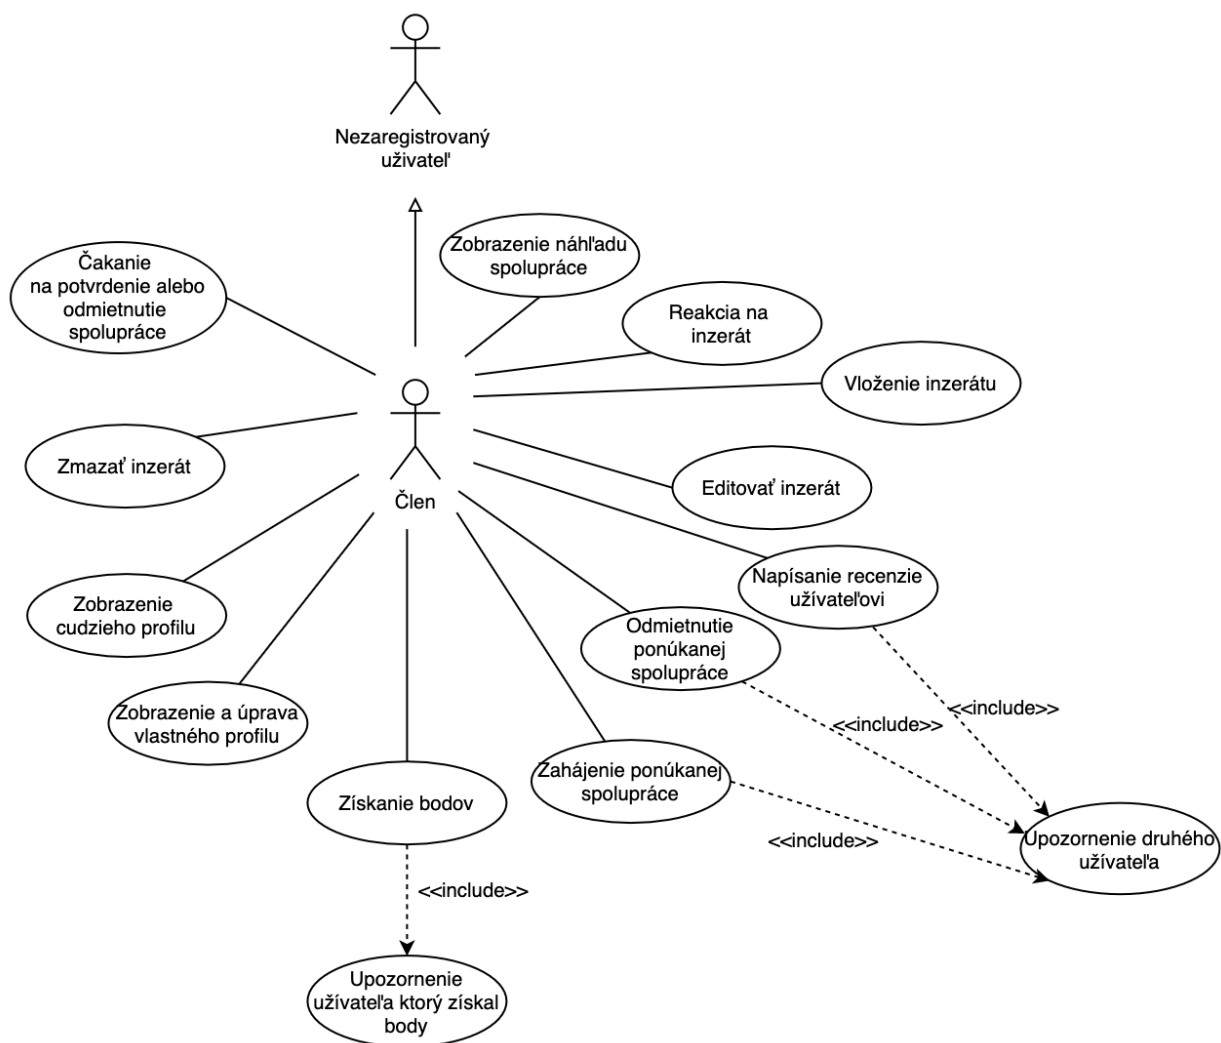 Nezaregistrovaný
uživateľ
Zobrazenie náhľadu
spolupráce
Čakanie
na potvrdenie alebo
odmietnutie
spolupráce
Reakcia na
inzerát
Vloženie inzerátu
Zmazať inzerát
Editovať inzerát
Člen
Napísanie recenzie
užívateľovi
Zobrazenie
cudzieho profilu
Odmietnutie
ponúkanej
spolupráce
Zobrazenie a úprava
vlastného profilu
<<include>>
<<include>>
Zahájenie ponúkanej
spolupráce
Získanie bodov
<<include>>
Upozornenie druhého
užívateľa
<<include>>
Upozornenie
užívateľa ktorý získal
body